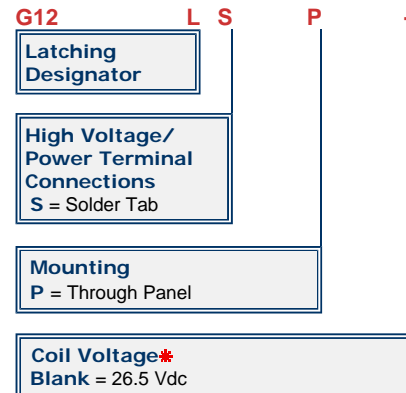 G12 L S P
Latching
Designator
High Voltage/
Power Terminal
Connections
S = Solder Tab
Mounting
P = Through Panel
Coil Voltage*
Blank = 26.5 Vdc